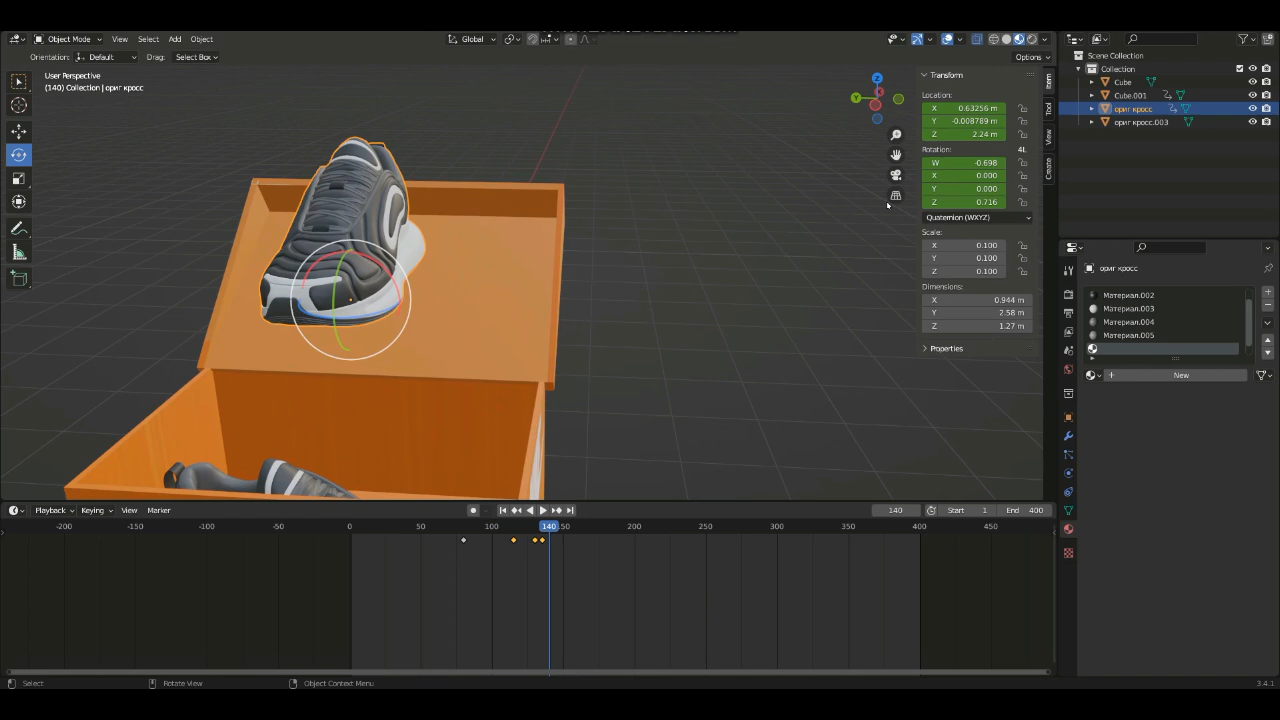 Object Mode View Select Add Object Global Options
Orientation: Default Drag: Select Box
User Perspective
(140) Collection | ориг кросс
Z
Y
X
Transform
Location:
X 0.63256 m
Y -0.008789 m
Z 2.24 m
Rotation: 4L
W -0.698
X 0.000
Y 0.000
Z 0.716
Quaternion (WXYZ)
Scale:
X 0.100
Y 0.100
Z 0.100
Dimensions:
X 0.944 m
Y 2.58 m
Z 1.27 m
Properties
Item
Tool
View
Create
Scene Collection
Collection
Cube
Cube.001
ориг кросс
ориг кросс.003
ориг кросс
Материал.002
Материал.003
Материал.004
Материал.005
New
Playback Keying View Marker 140 Start 1 End 400
-200 -150 -100 -50 0 50 100 140 50 200 250 300 350 400 450
Select Rotate View Object Context Menu 3.4.1